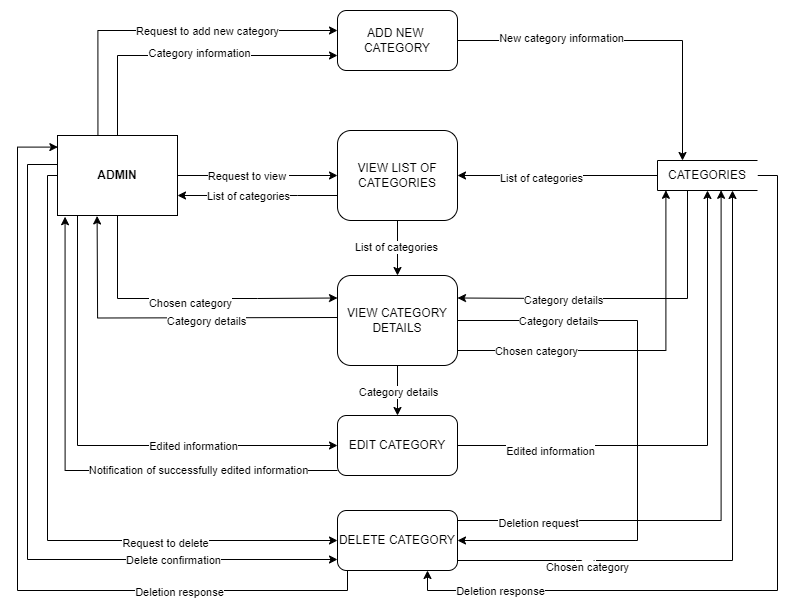 Request to add new category
ADD NEW
CATEGORY
New category information
Category information
ADMIN
VIEW LIST OF
CATEGORIES
CATEGORIES
Request to view
List of categories
List of categories
List of categories
Chosen category
Category details
VIEW CATEGORY
DETAILS
Category details
Category details
Chosen category
Category details
Edited information
EDIT CATEGORY
Edited information
Notification of successfully edited information
Deletion request
Request to delete
DELETE CATEGORY
Delete confirmation
Chosen category
Deletion response
Deletion response